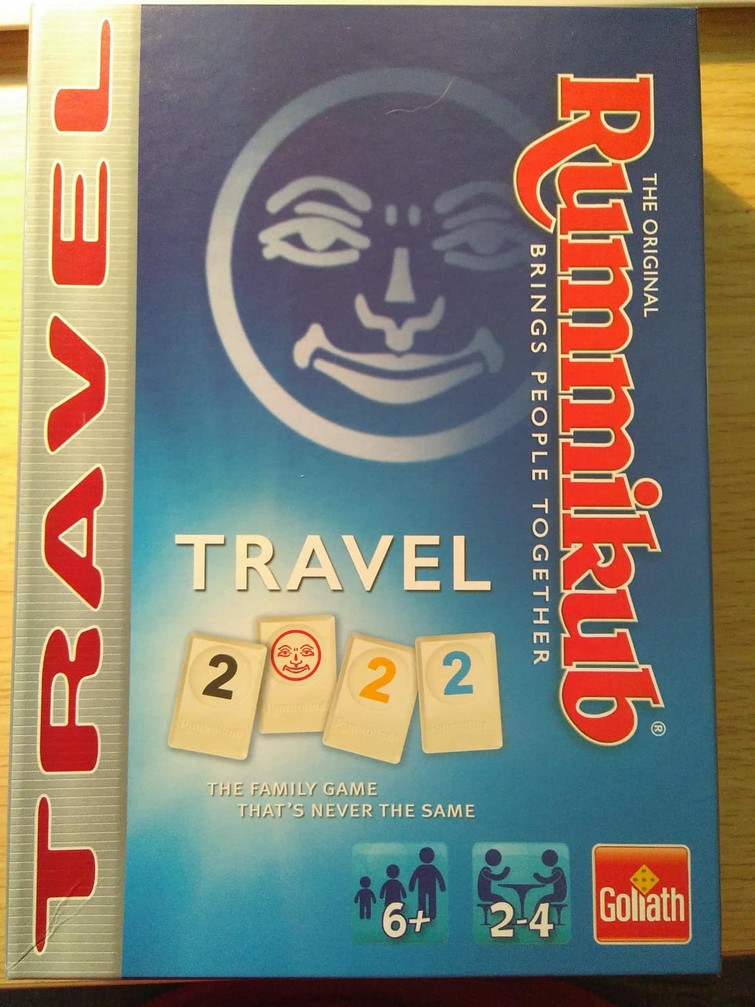 TRAVEL
THE ORIGINAL
Rummikub®
BRINGS PEOPLE TOGETHER
TRAVEL
2 2 2
THE FAMILY GAME
THAT'S NEVER THE SAME
6+ 2-4 Goliath